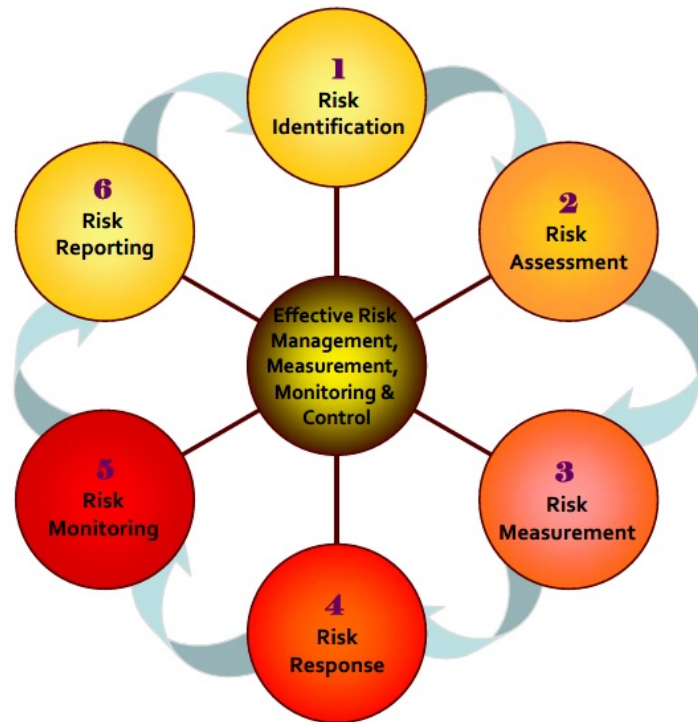 1
Risk
Identification
2
Risk
Assessment
3
Risk
Measurement
4
Risk
Response
5
Risk
Monitoring
6
Risk
Reporting
Effective Risk
Management,
Measurement,
Monitoring &
Control